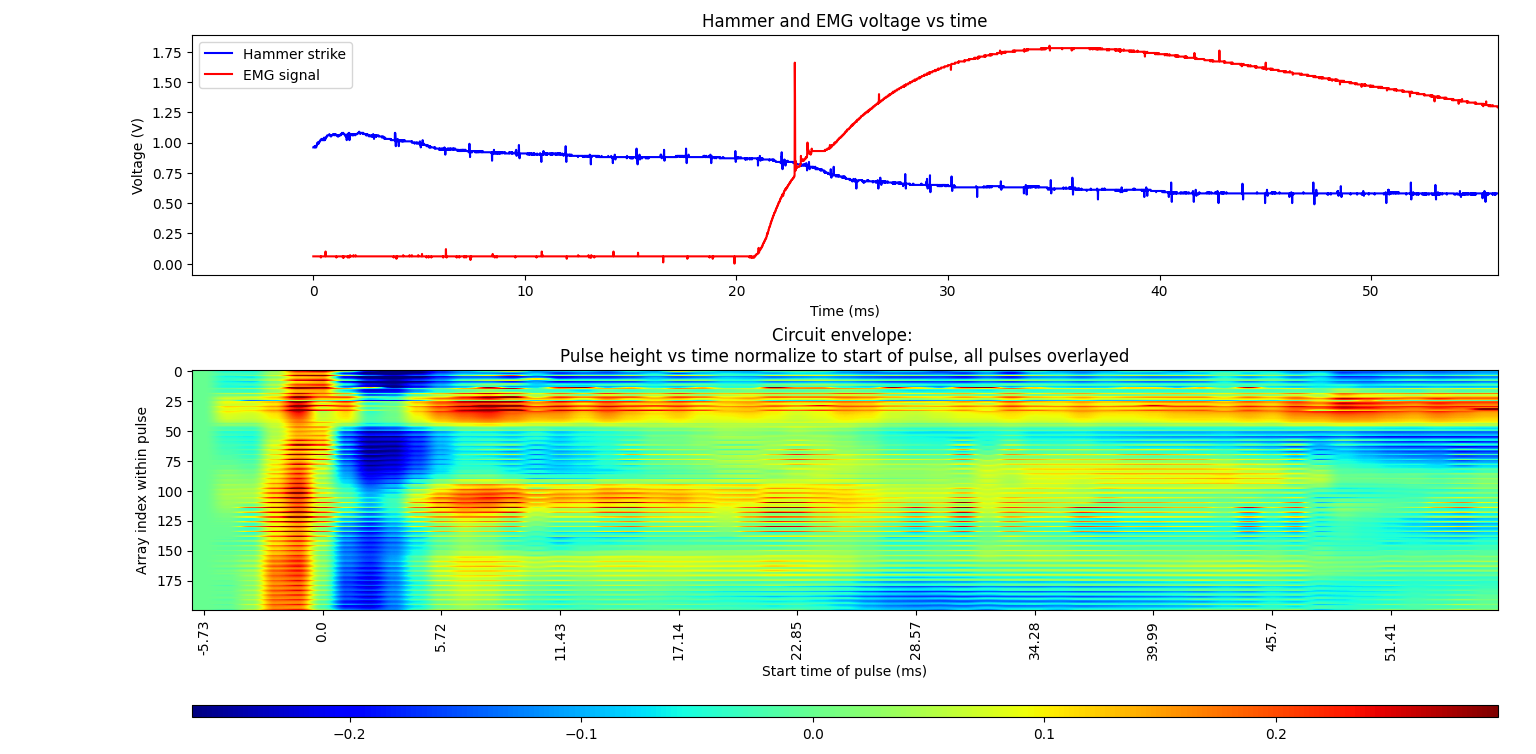 Hammer and EMG voltage vs time
Hammer strike
EMG signal
Voltage (V)
1.75
1.50
1.25
1.00
0.75
0.50
0.25
0.00
0 10 20 30 40 50
Time (ms)
Circuit envelope:
Pulse height vs time normalize to start of pulse, all pulses overlayed
Array index within pulse
0
25
50
75
100
125
150
175
-5.73 0.0 5.72 11.43 17.14 22.85 28.57 34.28 39.99 45.7 51.41
Start time of pulse (ms)
−0.2 −0.1 0.0 0.1 0.2